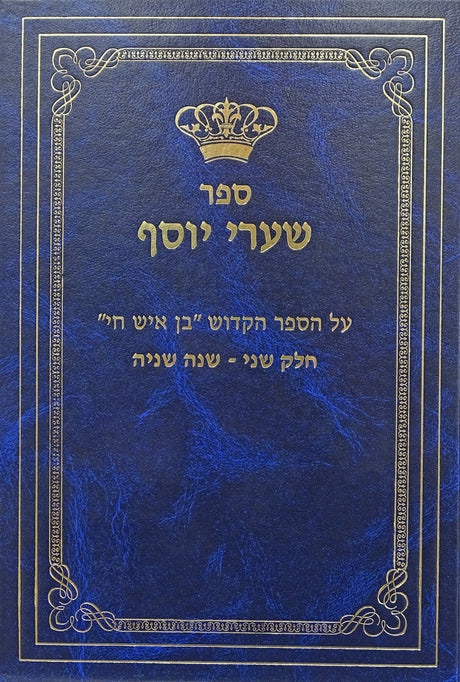 ספר
שערי יוסף
על הספר הקדוש "בן איש חי"
חלק שני - שנה שניה